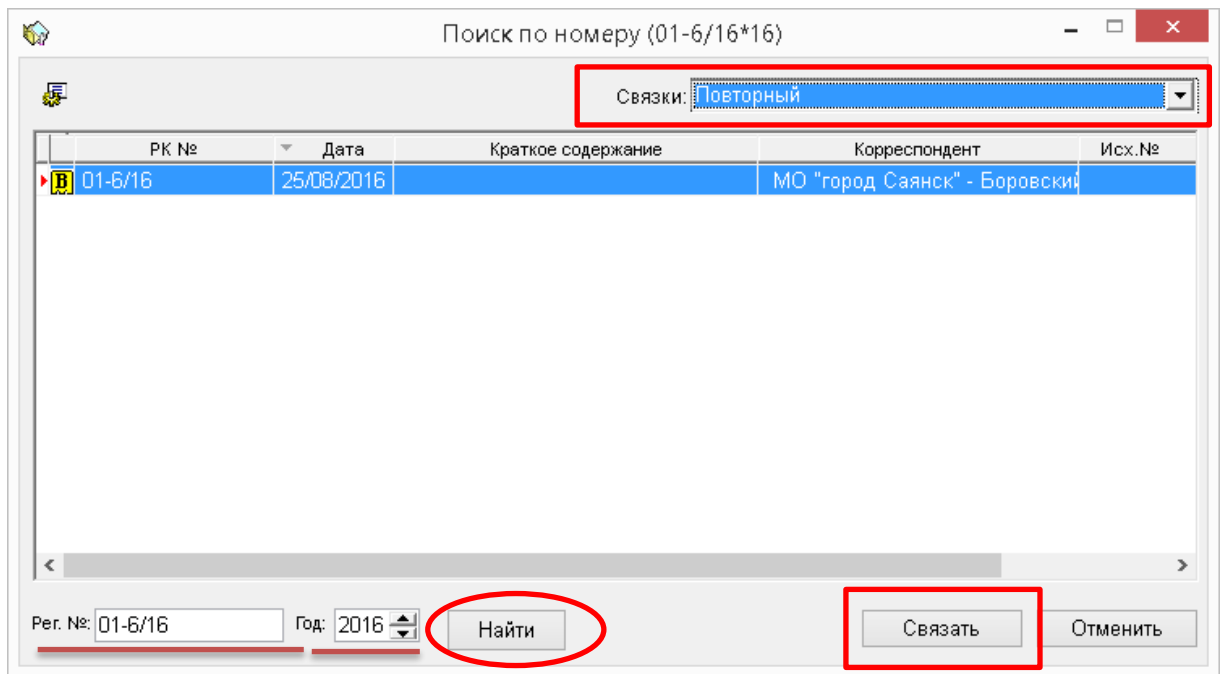 Поиск по номеру (01-6/16*16)
Связки: Повторный
РК № Дата Краткое содержание Корреспондент Исх.№
В 01-6/16 25/08/2016 МО "город Саянск" - Боровский
Рег. №: 01-6/16 Год: 2016 Найти Связать Отменить